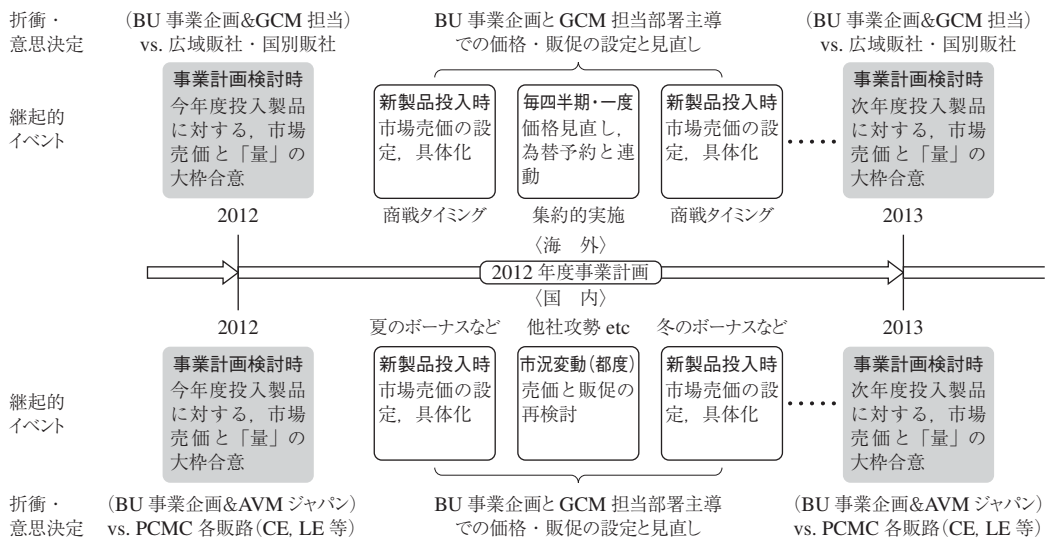 折衝・
意思決定
(BU 事業企画&GCM 担当)
vs. 広域販社・国別販社
BU 事業企画と GCM 担当部署主導
での価格・販促の設定と見直し
(BU 事業企画&GCM 担当)
vs. 広域販社・国別販社
継起的
イベント
事業計画検討時
今年度投入製品
に対する，市場
売価と「量」の
大枠合意
新製品投入時
市場売価の設
定，具体化
毎四半期・一度
価格見直し，
為替予約と連
動
新製品投入時
市場売価の設
定，具体化
・・・・・
事業計画検討時
次年度投入製品
に対する，市場
売価と「量」の
大枠合意
2012
商戦タイミング
集約的実施
商戦タイミング
2013
〈海 外〉
2012 年度事業計画
〈国 内〉
2012
夏のボーナスなど
他社攻勢 etc
冬のボーナスなど
2013
継起的
イベント
事業計画検討時
今年度投入製品
に対する，市場
売価と「量」の
大枠合意
新製品投入時
市場売価の設
定，具体化
市況変動(都度)
売価と販促の
再検討
新製品投入時
市場売価の設
定，具体化
・・・・・
事業計画検討時
次年度投入製品
に対する，市場
売価と「量」の
大枠合意
折衝・
意思決定
(BU 事業企画&AVM ジャパン)
vs. PCMC 各販路(CE, LE 等)
BU 事業企画と GCM 担当部署主導
での価格・販促の設定と見直し
(BU 事業企画&AVM ジャパン)
vs. PCMC 各販路(CE, LE 等)